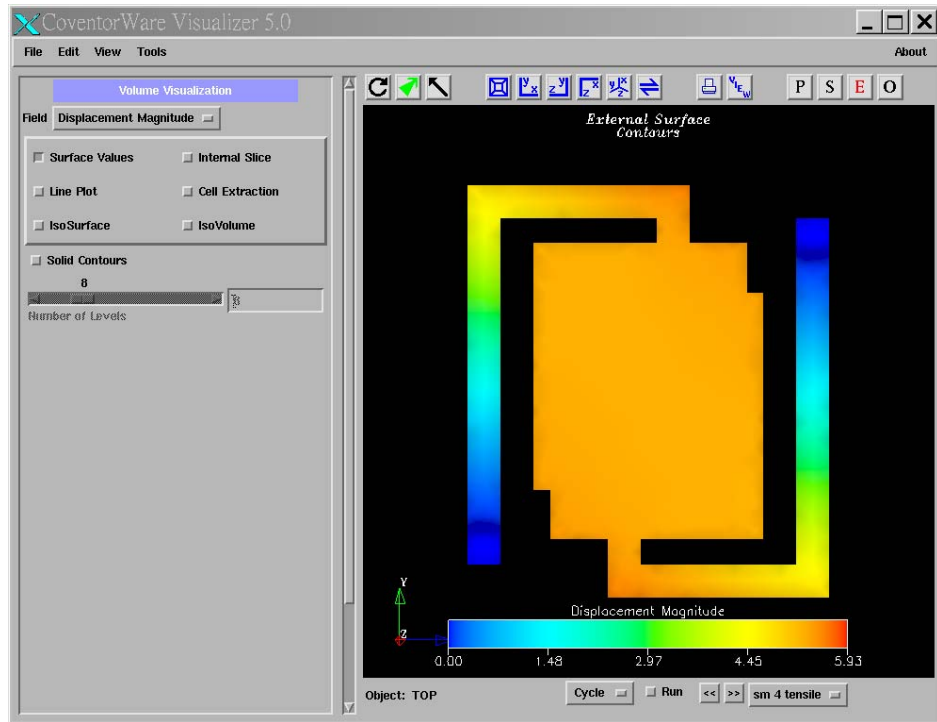 CoventorWare Visualizer 5.0
File Edit View Tools About
Volume Visualization
Field Displacement Magnitude
Surface Values Internal Slice
Line Plot Cell Extraction
IsoSurface IsoVolume
Solid Contours
8
Number of Levels
y x z y z x y x z VIEW P S E O
External Surface
Contours
Y
Z
Displacement Magnitude
0.00 1.48 2.97 4.45 5.93
Object: TOP Cycle Run << >> sm 4 tensile